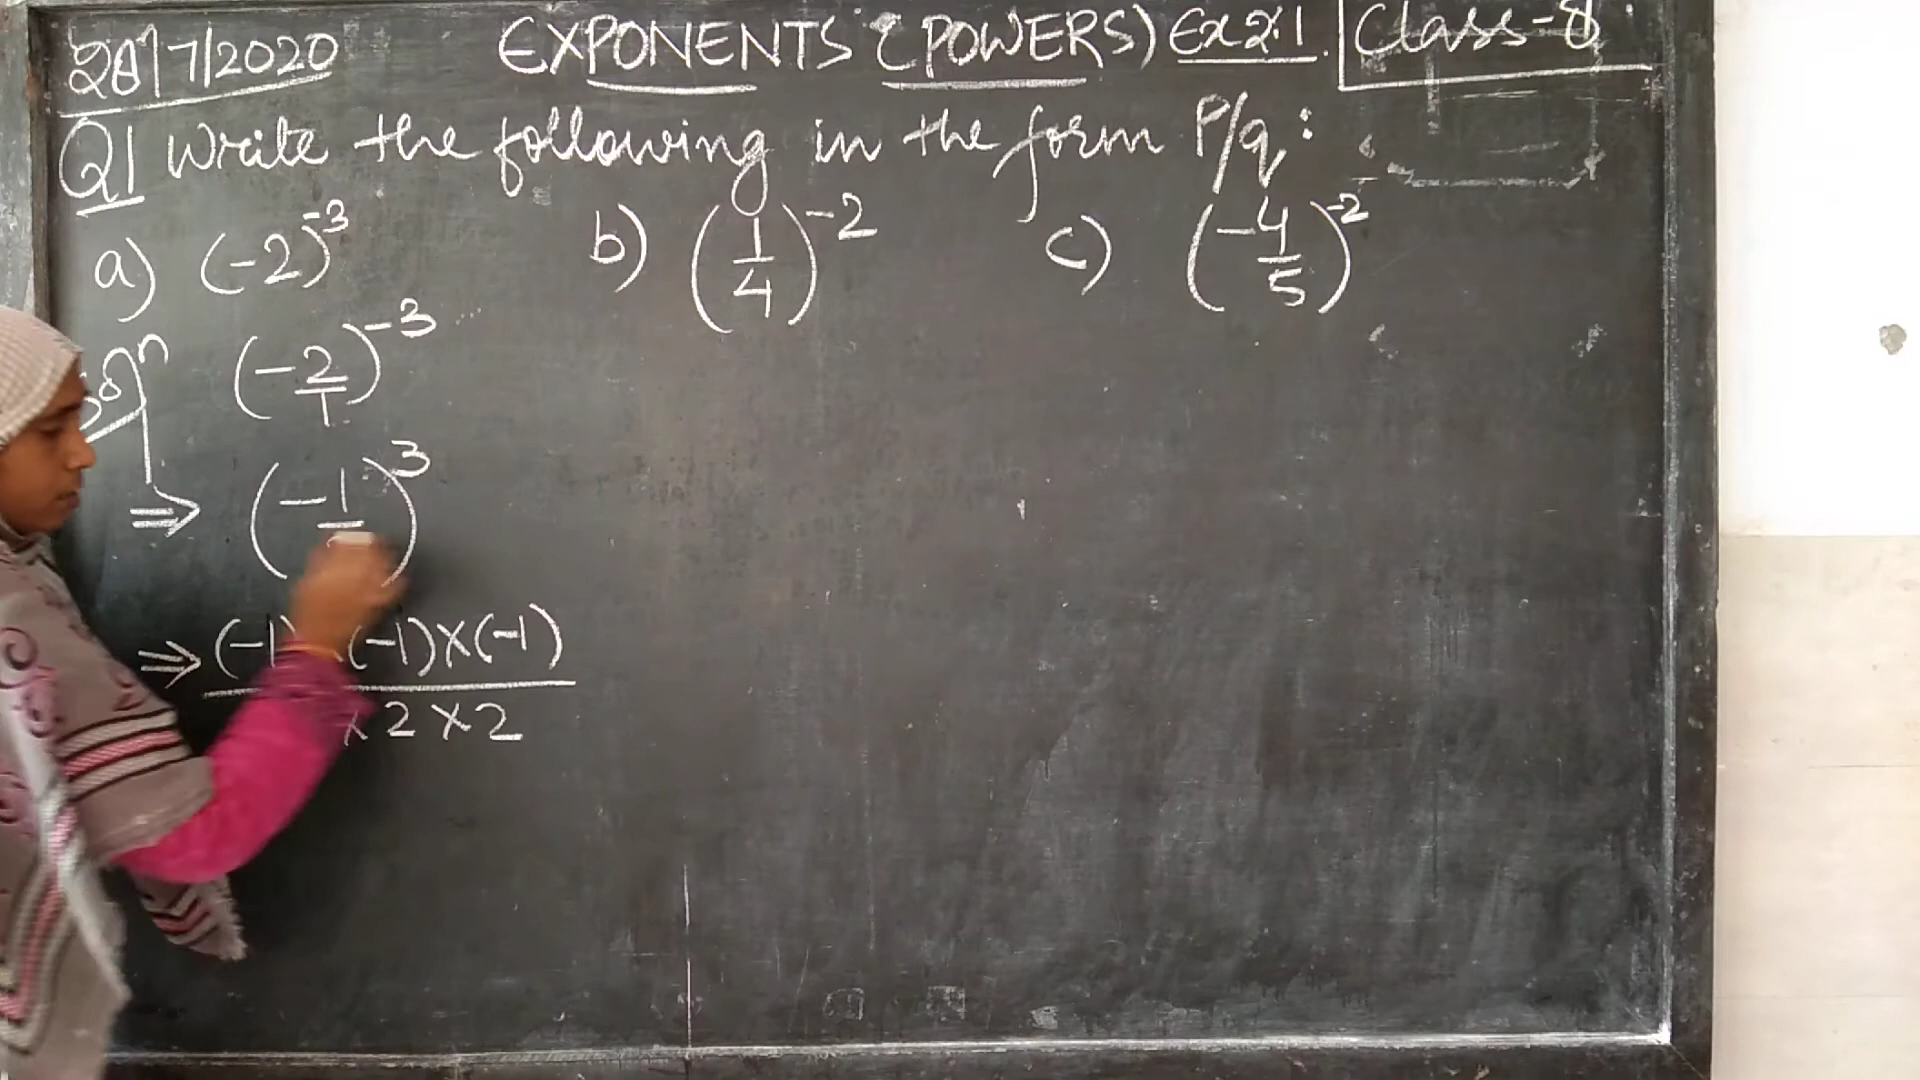 28/7/2020 EXPONENTS (POWERS) Ex 2.1. Class-8
Q1 Write the following in the form P/q:
a) (-2)^-3 b) (1/4)^-2 c) (-4/5)^-2
Solⁿ (-2/1)^-3
⇒ (-1/ )^3
⇒ (-1) (-1)×(-1)
×2×2